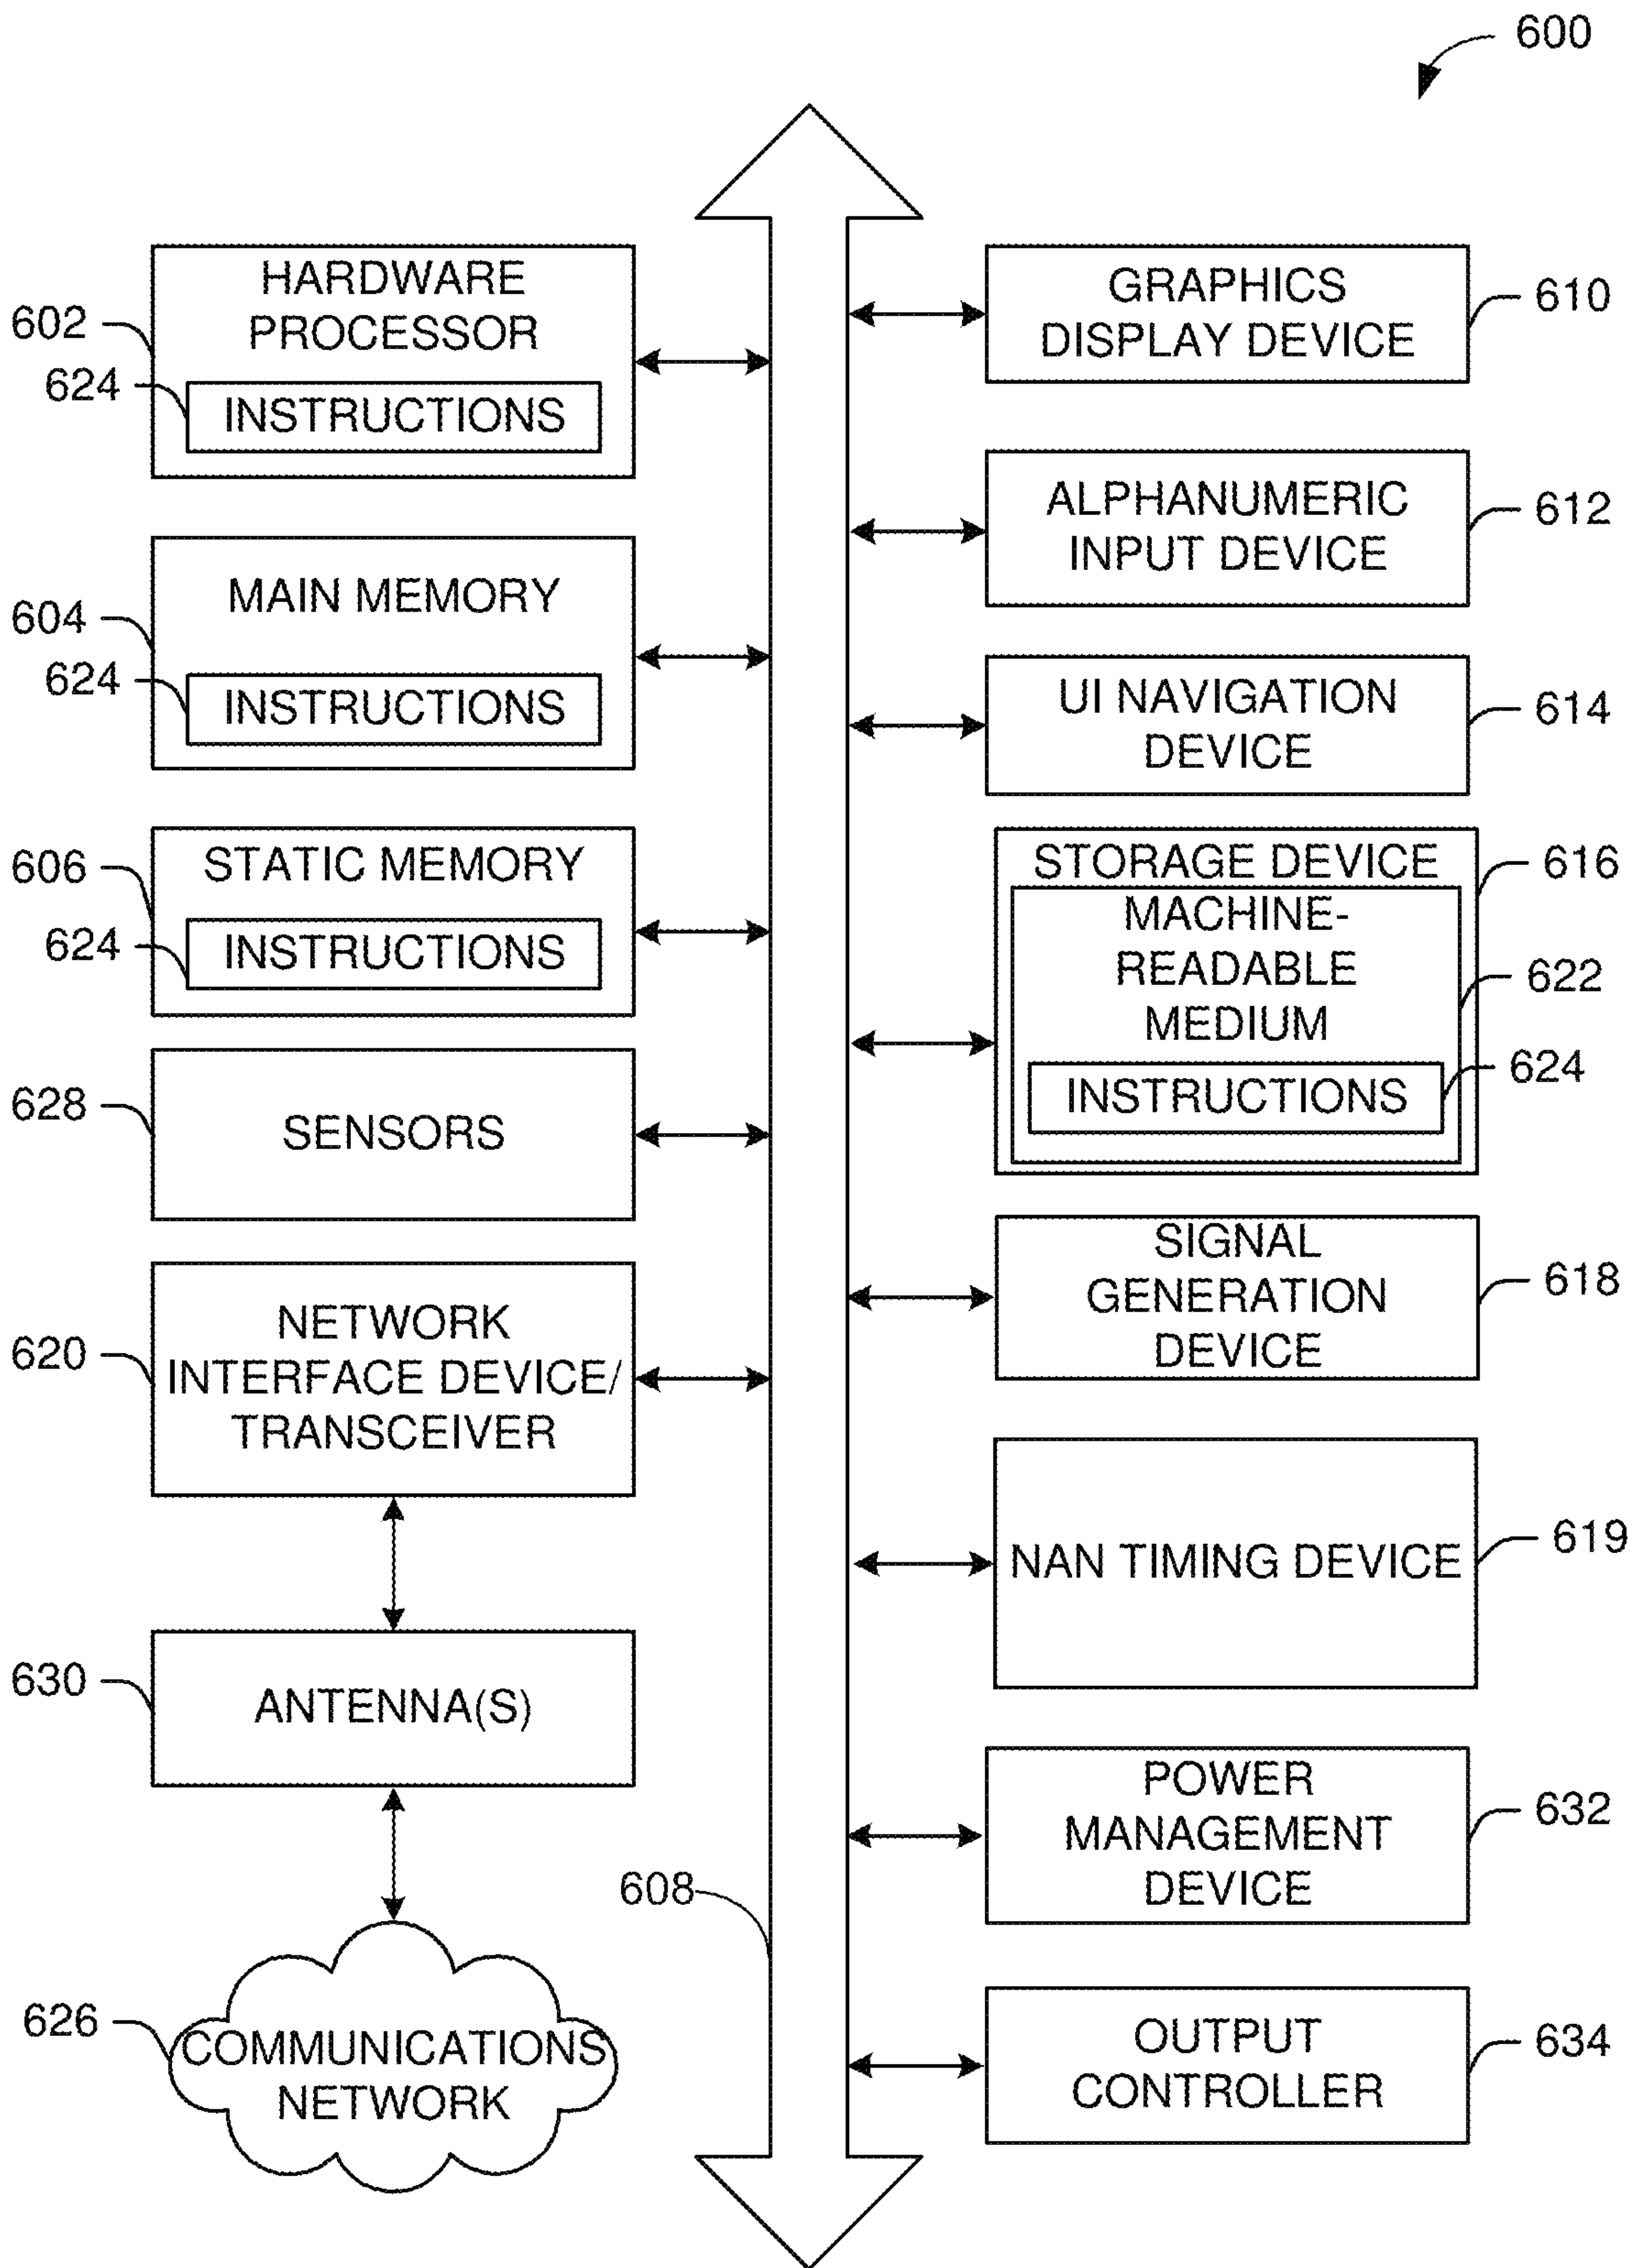 600
HARDWARE
PROCESSOR
602
624
INSTRUCTIONS
MAIN MEMORY
604
624
INSTRUCTIONS
STATIC MEMORY
606
624
INSTRUCTIONS
628
SENSORS
NETWORK
INTERFACE DEVICE/
TRANSCEIVER
620
630
ANTENNA(S)
608
626
COMMUNICATIONS
NETWORK
GRAPHICS
DISPLAY DEVICE
610
ALPHANUMERIC
INPUT DEVICE
612
UI NAVIGATION
DEVICE
614
STORAGE DEVICE
616
MACHINE-
READABLE
MEDIUM
622
624
INSTRUCTIONS
SIGNAL
GENERATION
DEVICE
618
NAN TIMING DEVICE
619
POWER
MANAGEMENT
DEVICE
632
OUTPUT
CONTROLLER
634